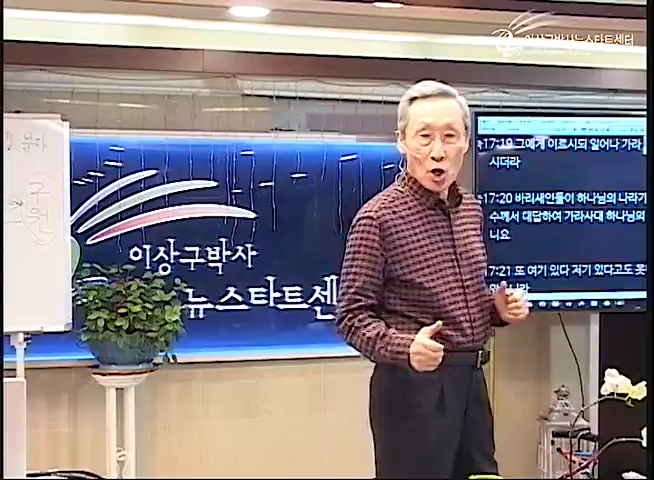 이상구박사뉴스타트센터
이상구박사
뉴스타트센
구원
17:19 그에게 이르시되 일어나 가라
시더라
17:20 바리새인들이 하나님의 나라가
수께서 대답하여 가라사대 하나님의
니요
17:21 또 여기 있다 저기 있다고도 못